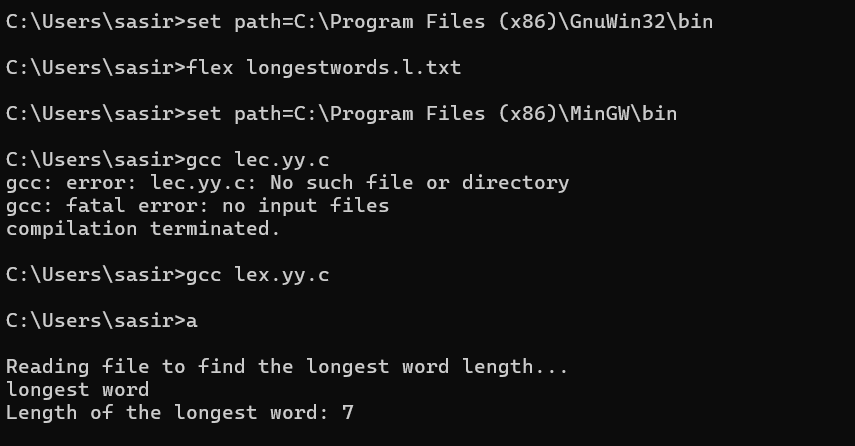 C:\Users\sasir>set path=C:\Program Files (x86)\GnuWin32\bin
C:\Users\sasir>flex longestwords.l.txt
C:\Users\sasir>set path=C:\Program Files (x86)\MinGW\bin
C:\Users\sasir>gcc lec.yy.c
gcc: error: lec.yy.c: No such file or directory
gcc: fatal error: no input files
compilation terminated.
C:\Users\sasir>gcc lex.yy.c
C:\Users\sasir>a
Reading file to find the longest word length...
longest word
Length of the longest word: 7